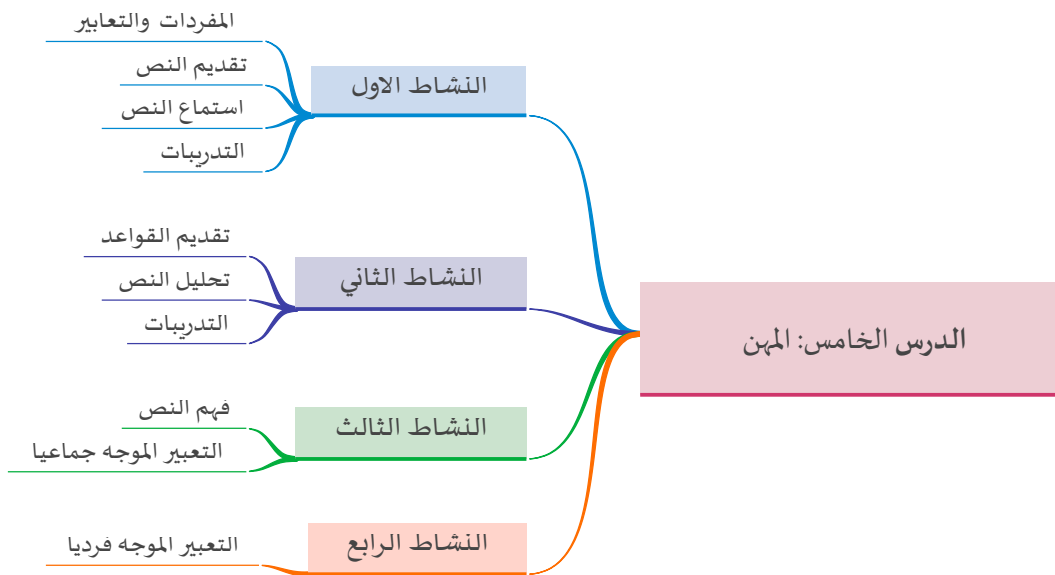 الدرس الخامس: المهن
النشاط الاول
المفردات والتعابير
تقديم النص
استماع النص
التدريبات
النشاط الثاني
تقديم القواعد
تحليل النص
التدريبات
النشاط الثالث
فهم النص
التعبير الموجه جماعيا
النشاط الرابع
التعبير الموجه فرديا